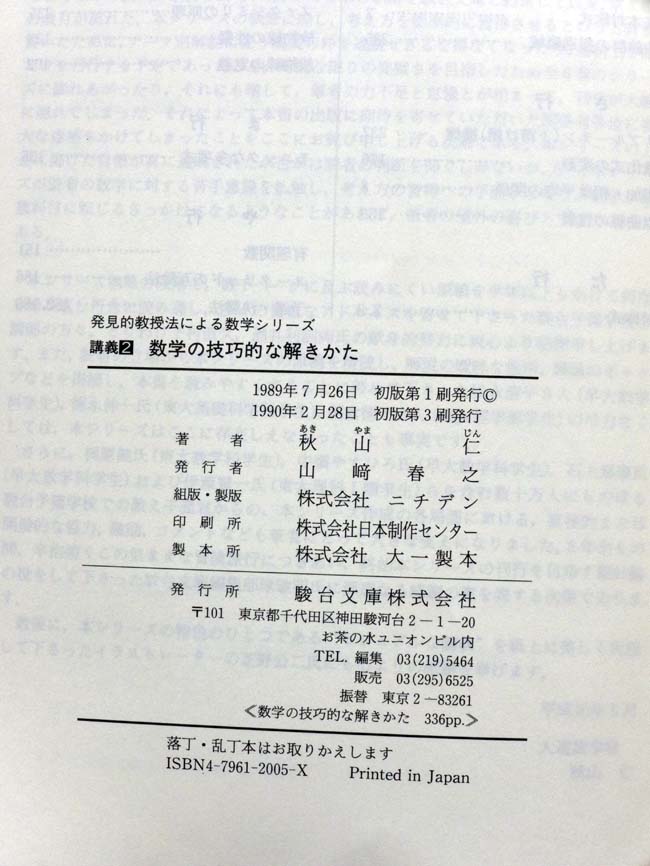 発見的教授法による数学シリーズ
講義2 数学の技巧的な解きかた
1989年7月26日 初版第1刷発行©
1990年2月28日 初版第3刷発行
あき やま じん
著者 秋山仁
発行者 山﨑春之
組版・製版 株式会社 ニチデン
印刷所 株式会社日本制作センター
製本所 株式会社 大一製本
発行所 駿台文庫株式会社
〒101 東京都千代田区神田駿河台2-1-20
お茶の水ユニオンビル内
TEL. 編集 03(219)5464
販売 03(295)6525
振替 東京2-83261
《数学の技巧的な解きかた 336pp.》
落丁・乱丁本はお取りかえします
ISBN4-7961-2005-X Printed in Japan